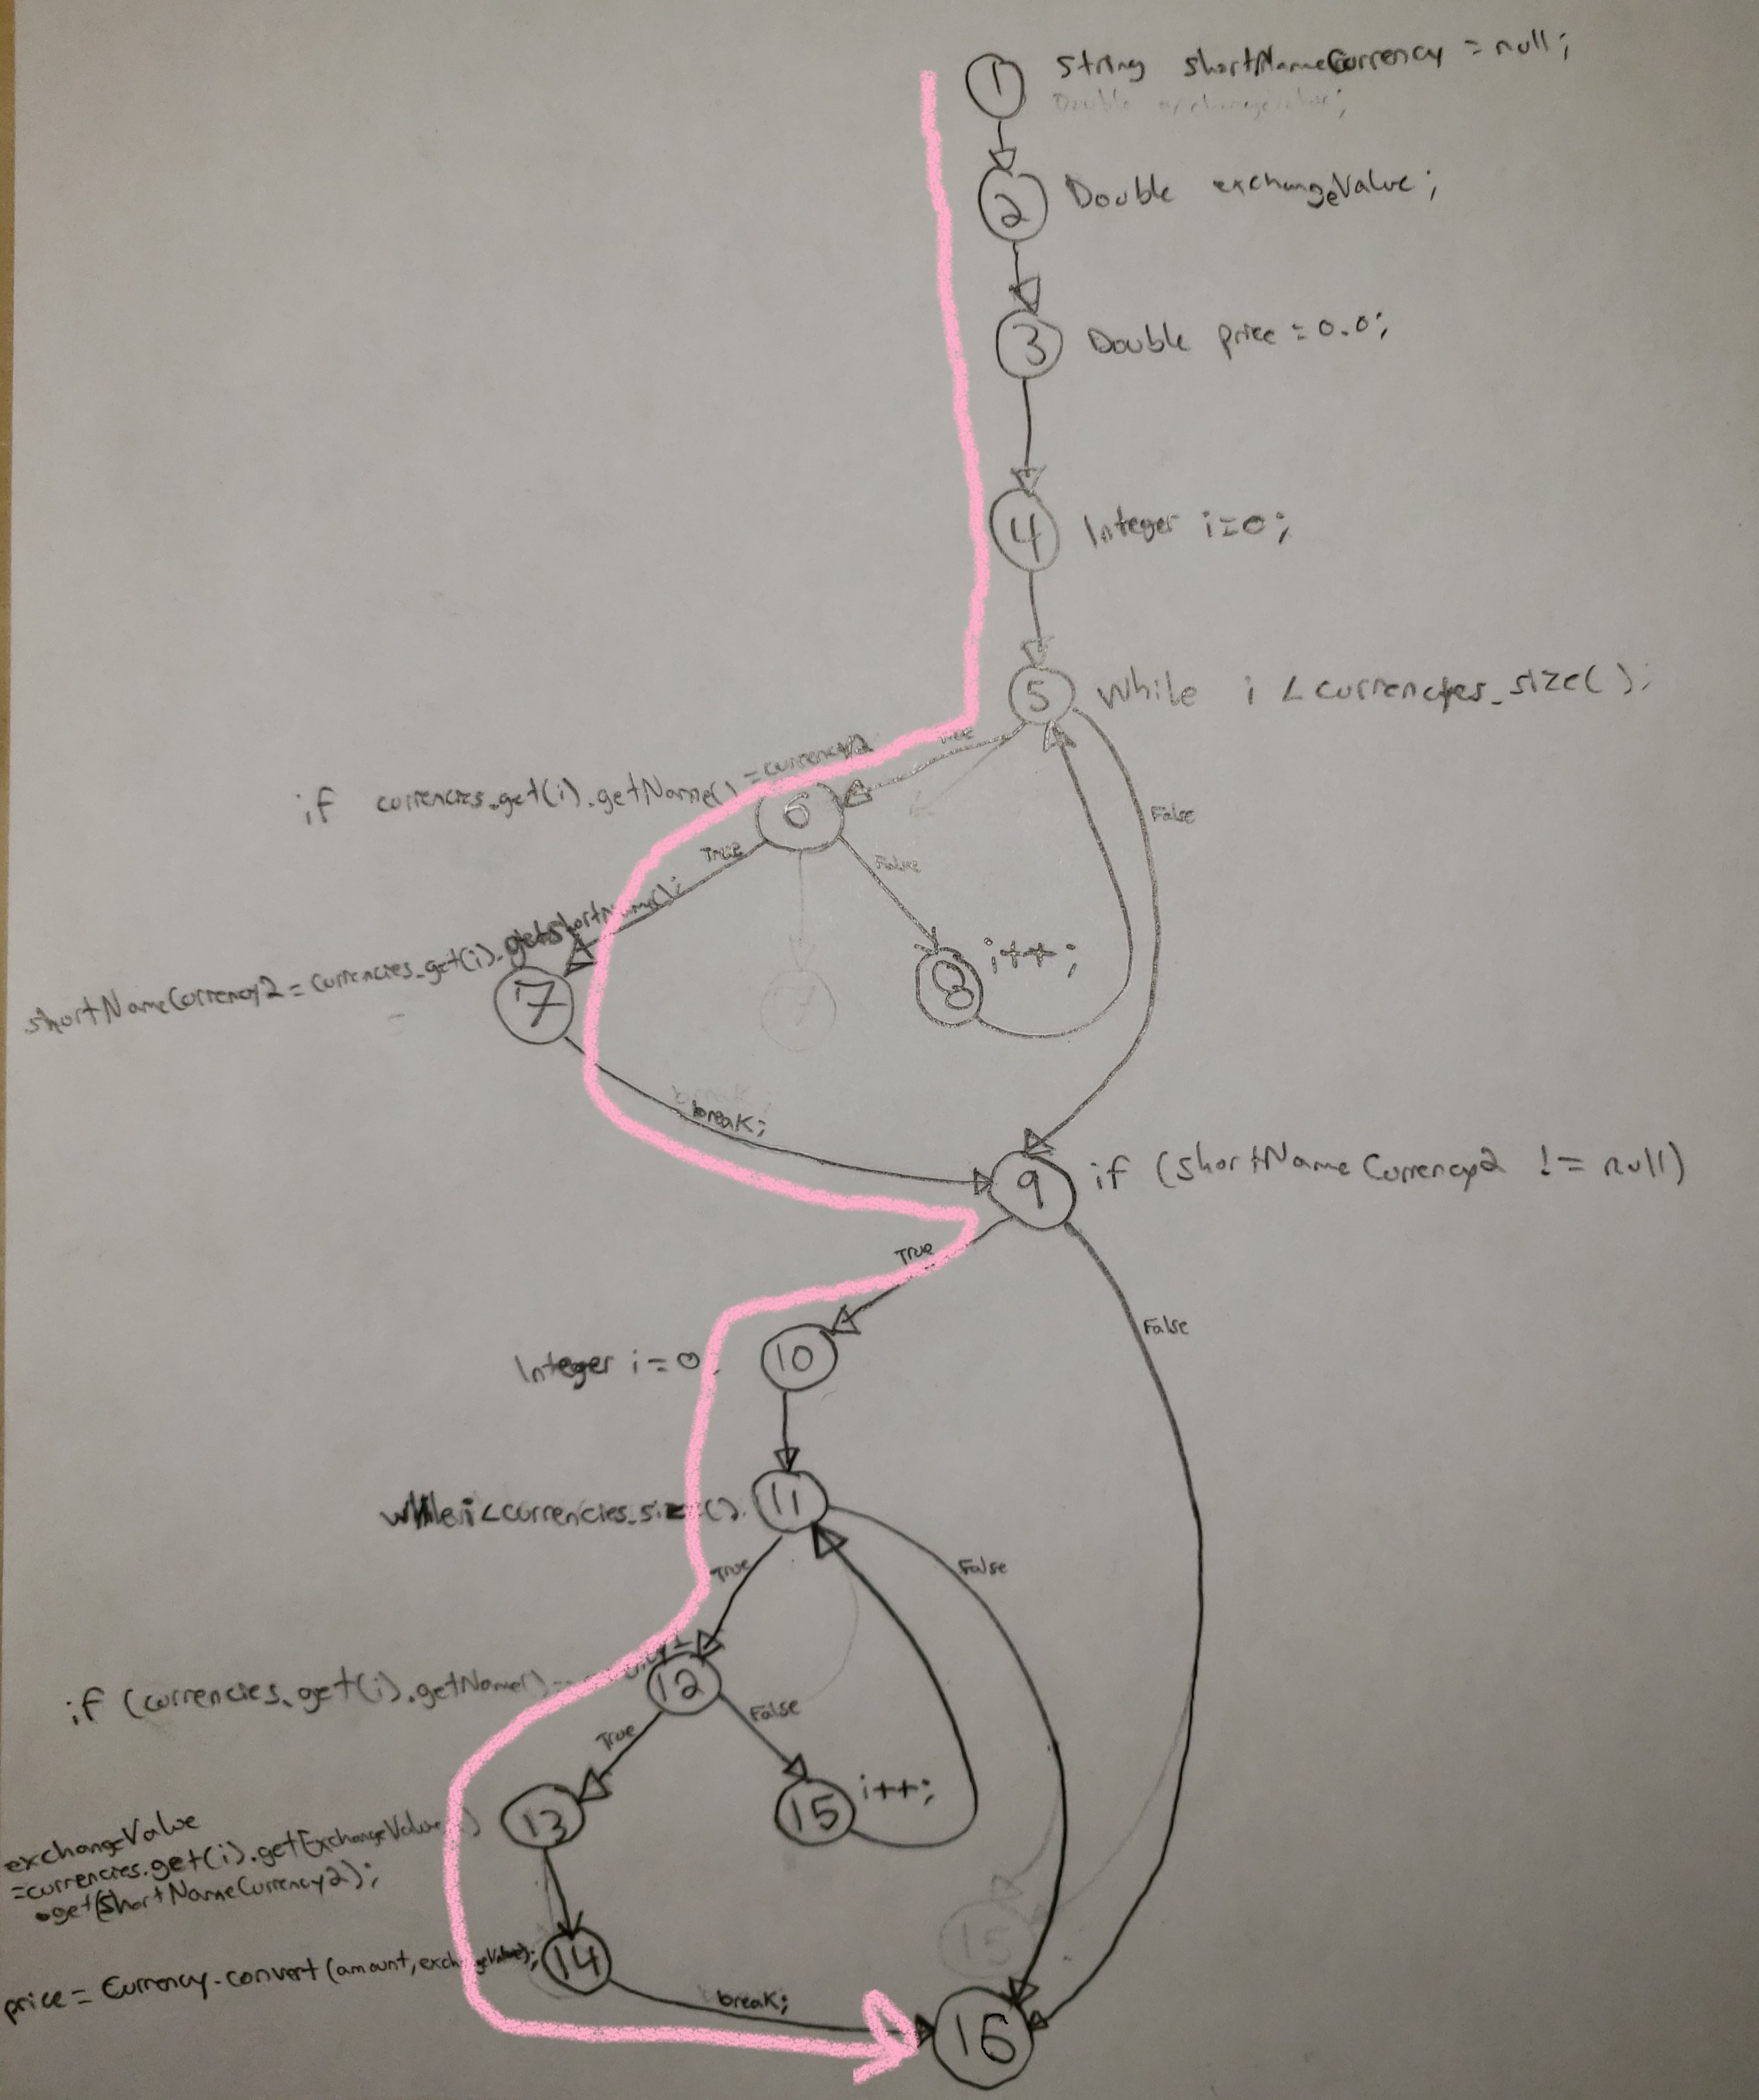 1 String shortNameCurrency = null;
Double exchangeValue;
2 Double exchangeValue;
3 Double price = 0.0;
4 Integer i=0;
5 While i < currencies.size();
True
if currencies.get(i).getName() = currency2
6
False
True
False
shortNameCurrency2 = currencies.get(i).getShortName();
8 i++;
7
7
break;
break;
9 if (shortNameCurrency2 != null)
True
False
Integer i = 0
10
while i < currencies.size().
11
True
False
if (currencies.get(i).getName()
12
True
False
13
15 i++;
exchangeValue
=currencies.get(i).getExchangeValue
.get(shortNameCurrency2);
15
price = Currency.convert(amount, exchangeValue);
14
break;
16